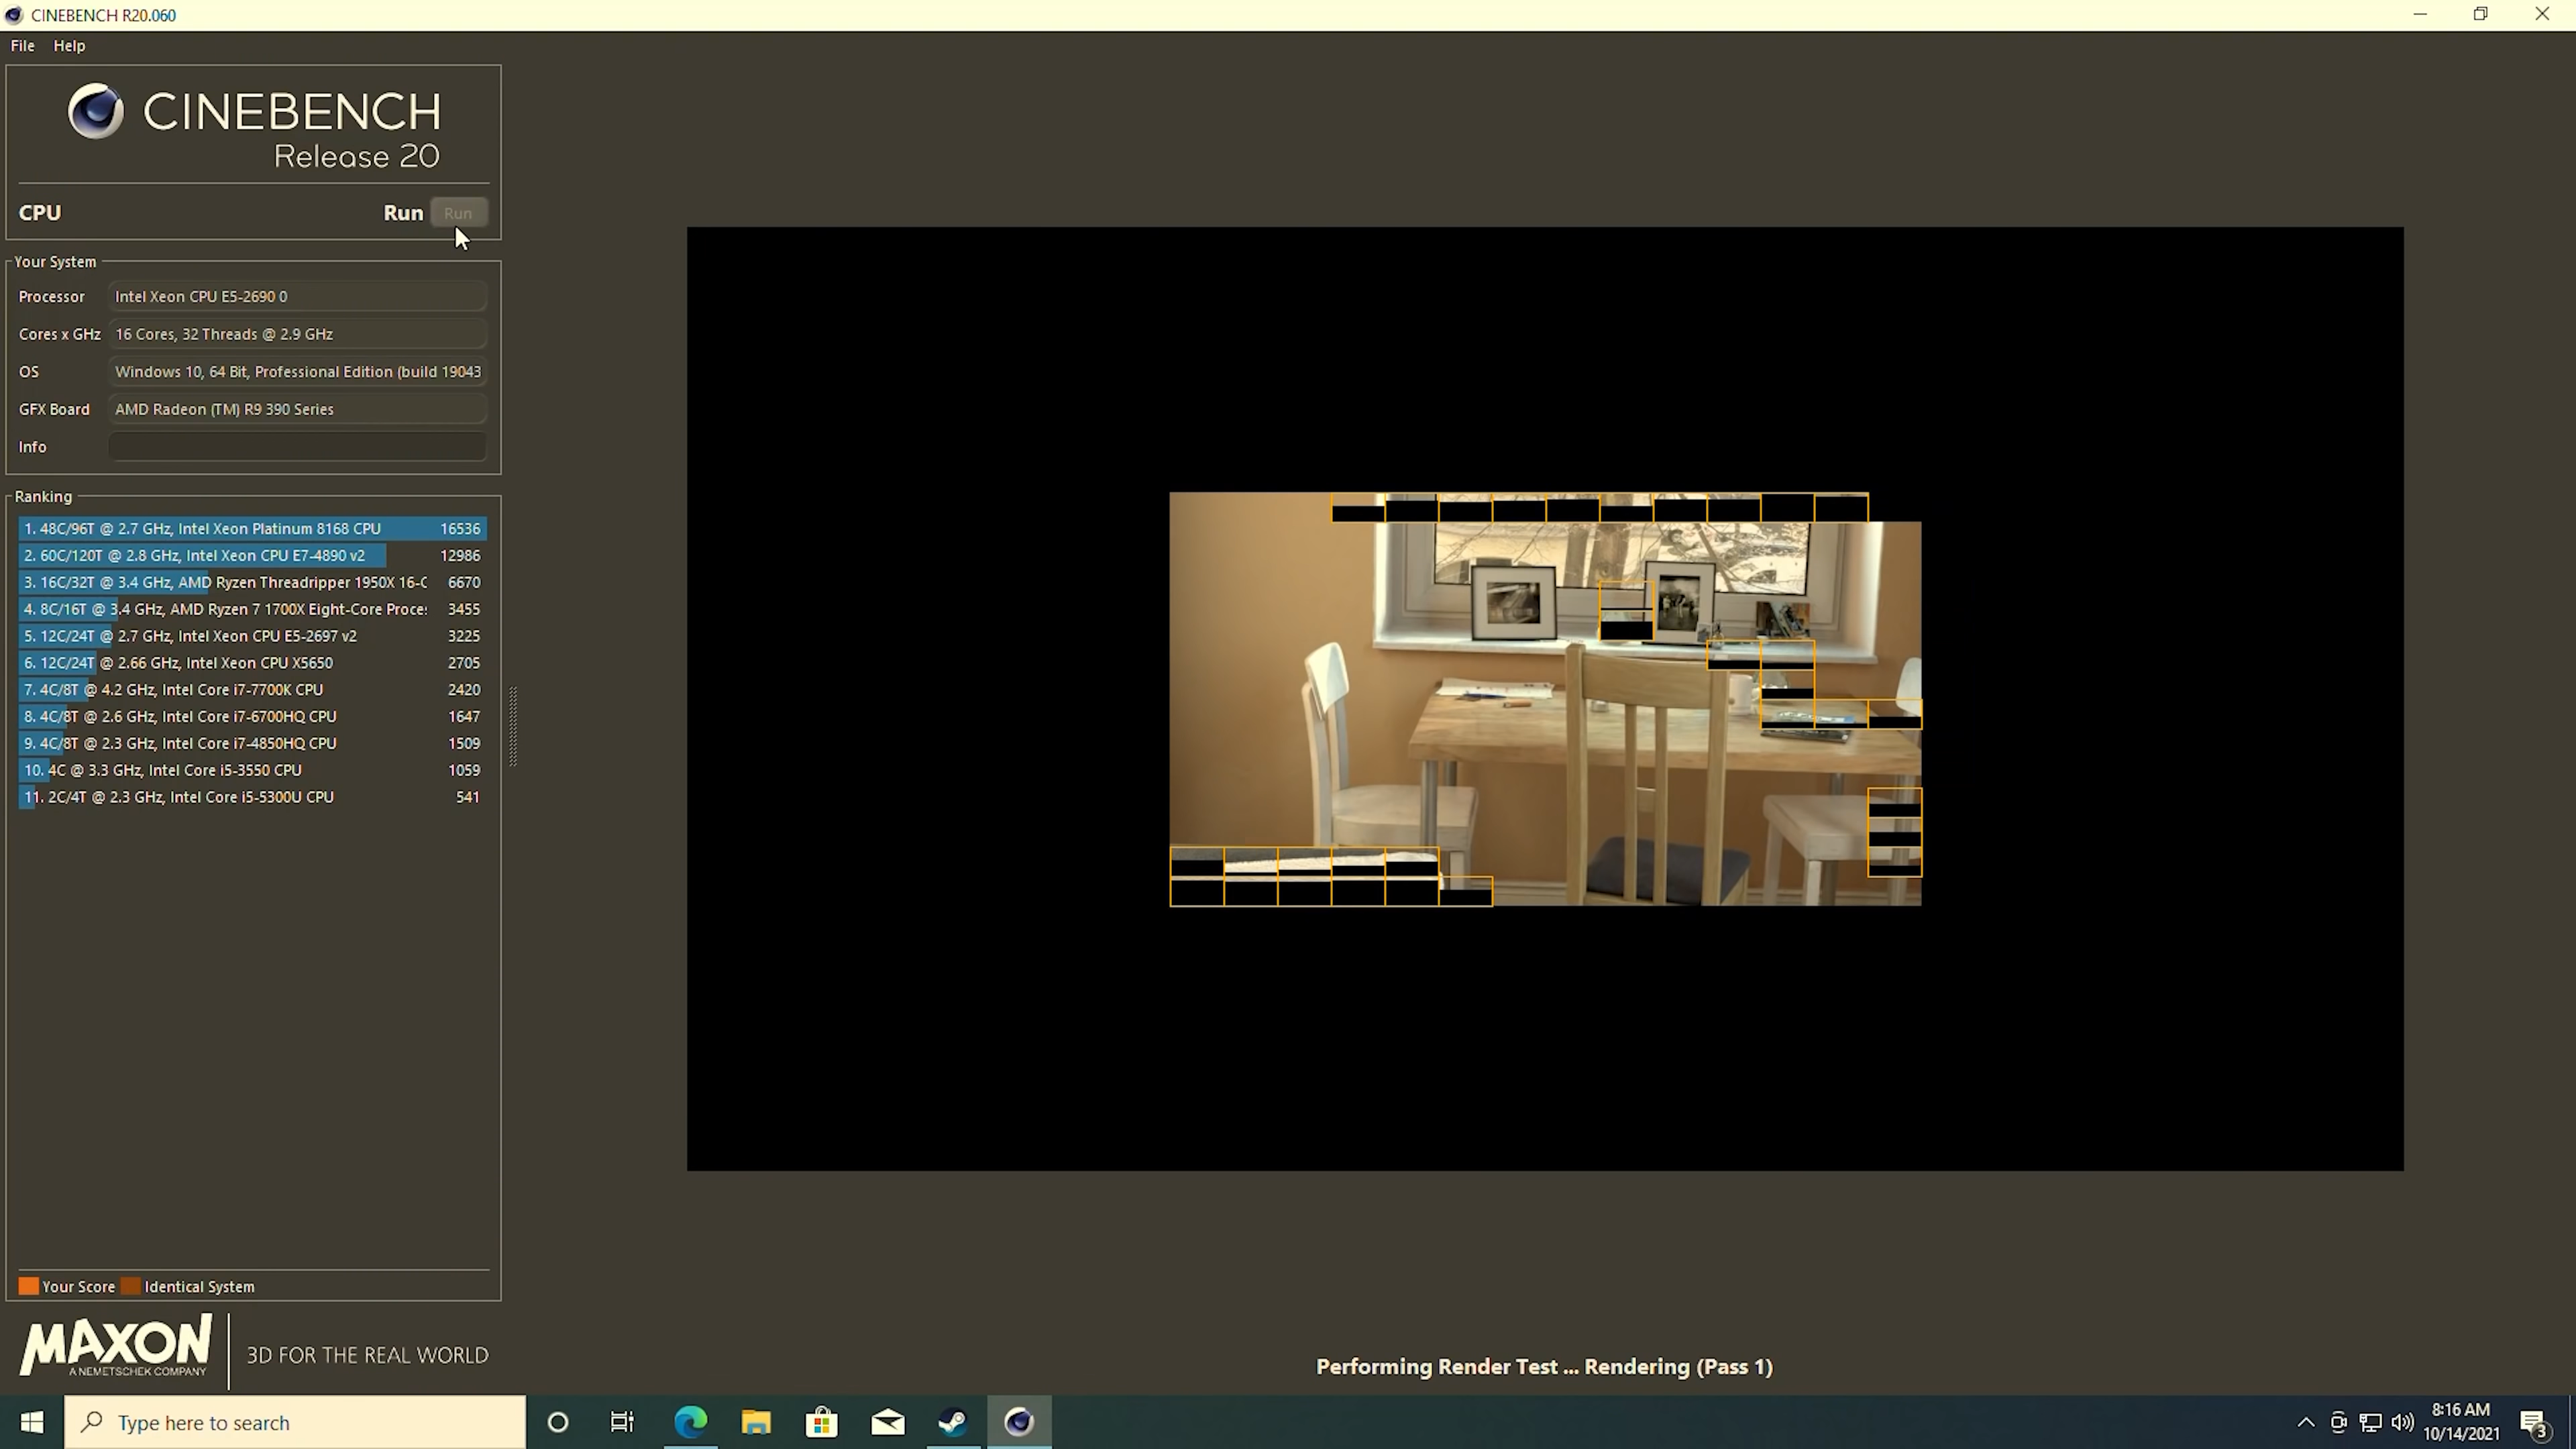 CINEBENCH R20.060
File Help
CINEBENCH
Release 20
CPU Run Run
Your System
Processor Intel Xeon CPU E5-2690 0
Cores x GHz 16 Cores, 32 Threads @ 2.9 GHz
OS Windows 10, 64 Bit, Professional Edition (build 19043
GFX Board AMD Radeon (TM) R9 390 Series
Info
Ranking
1. 48C/96T @ 2.7 GHz, Intel Xeon Platinum 8168 CPU 16536
2. 60C/120T @ 2.8 GHz, Intel Xeon CPU E7-4890 v2 12986
3. 16C/32T @ 3.4 GHz, AMD Ryzen Threadripper 1950X 16-C 6670
4. 8C/16T @ 3.4 GHz, AMD Ryzen 7 1700X Eight-Core Proce: 3455
5. 12C/24T @ 2.7 GHz, Intel Xeon CPU E5-2697 v2 3225
6. 12C/24T @ 2.66 GHz, Intel Xeon CPU X5650 2705
7. 4C/8T @ 4.2 GHz, Intel Core i7-7700K CPU 2420
8. 4C/8T @ 2.6 GHz, Intel Core i7-6700HQ CPU 1647
9. 4C/8T @ 2.3 GHz, Intel Core i7-4850HQ CPU 1509
10. 4C @ 3.3 GHz, Intel Core i5-3550 CPU 1059
11. 2C/4T @ 2.3 GHz, Intel Core i5-5300U CPU 541
Your Score Identical System
MAXON
A NEMETSCHEK COMPANY
3D FOR THE REAL WORLD
Performing Render Test ... Rendering (Pass 1)
Type here to search
8:16 AM
10/14/2021
3